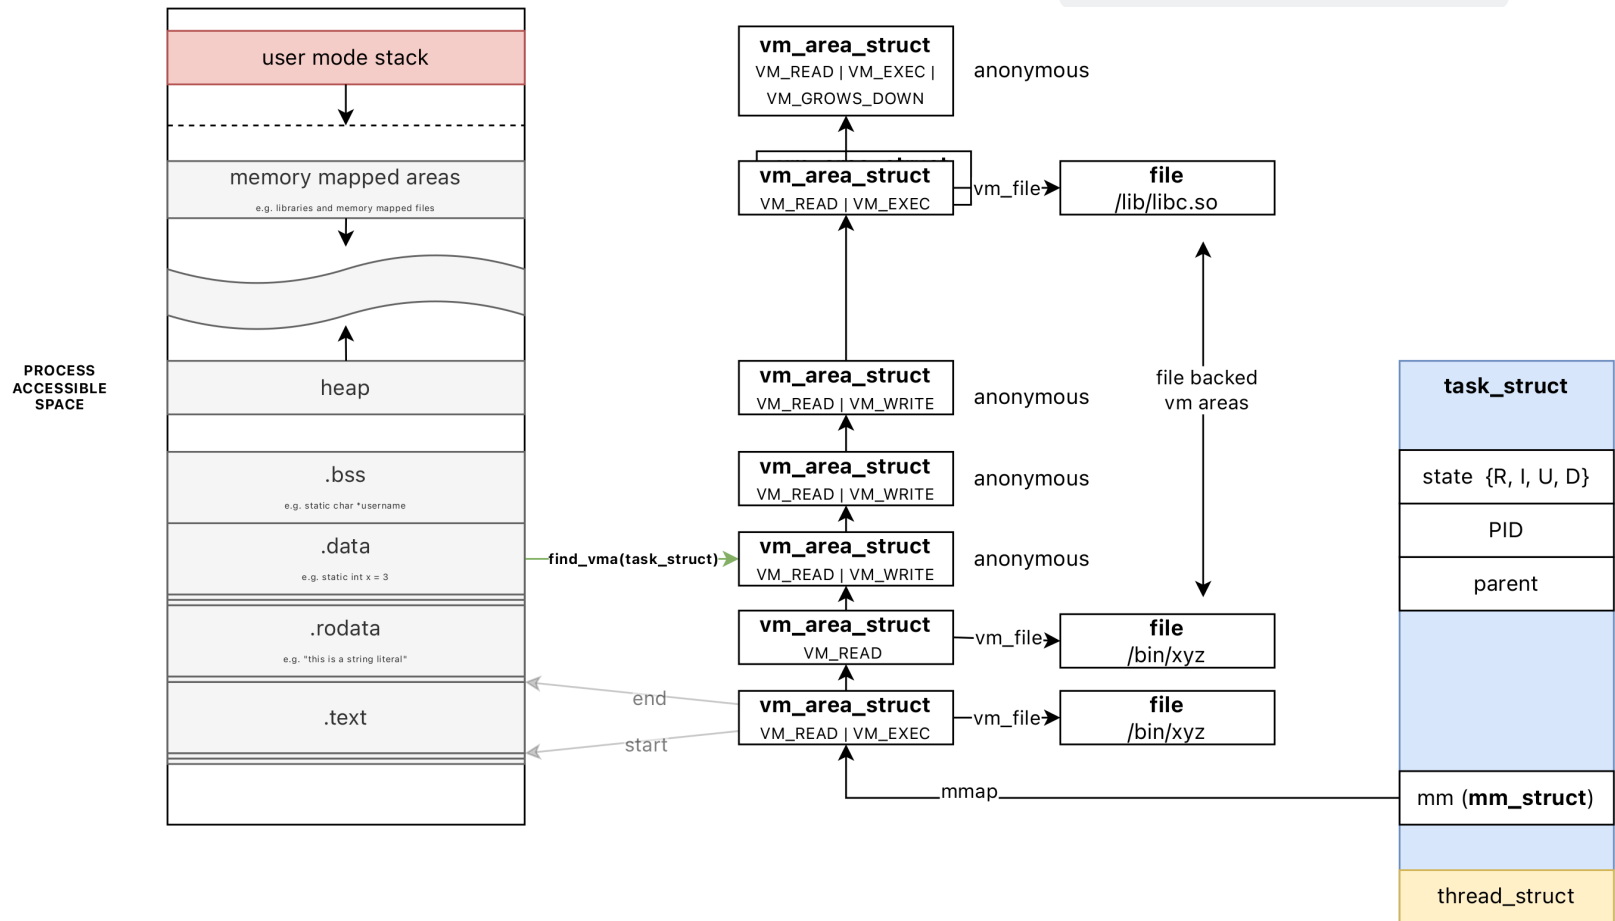 user mode stack
memory mapped areas
e.g. libraries and memory mapped files
PROCESS
ACCESSIBLE
SPACE
heap
.bss
e.g. static char *username
.data
e.g. static int x = 3
.rodata
e.g. "this is a string literal"
.text
find_vma(task_struct)
end
start
vm_area_struct
VM_READ | VM_EXEC |
VM_GROWS_DOWN
anonymous
vm_area_struct
VM_READ | VM_EXEC
vm_file
file
/lib/libc.so
vm_area_struct
VM_READ | VM_WRITE
anonymous
vm_area_struct
VM_READ | VM_WRITE
anonymous
vm_area_struct
VM_READ | VM_WRITE
anonymous
vm_area_struct
VM_READ
vm_file
file
/bin/xyz
vm_area_struct
VM_READ | VM_EXEC
vm_file
file
/bin/xyz
file backed
vm areas
mmap
task_struct
state {R, I, U, D}
PID
parent
mm (mm_struct)
thread_struct